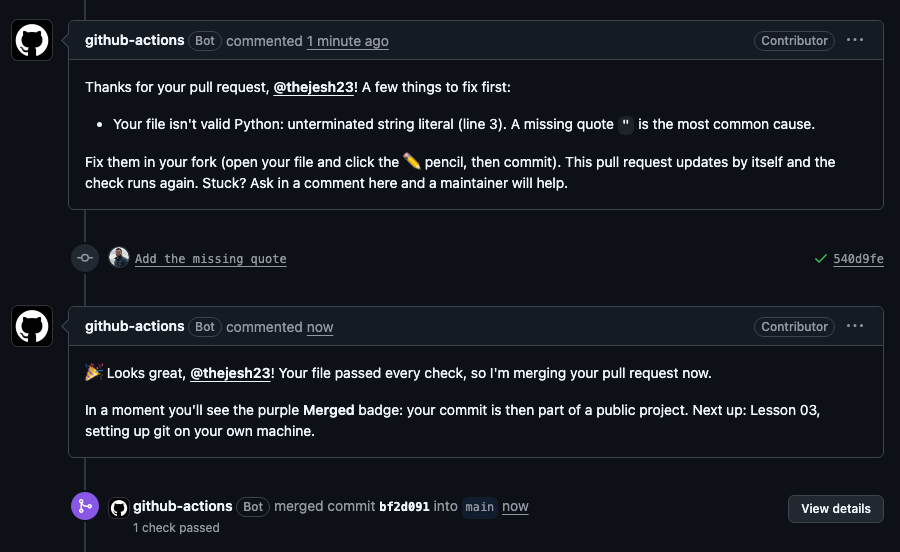 github-actions Bot commented 1 minute ago Contributor ...
Thanks for your pull request, @thejesh23! A few things to fix first:
• Your file isn't valid Python: unterminated string literal (line 3). A missing quote " is the most common cause.
Fix them in your fork (open your file and click the ✏️ pencil, then commit). This pull request updates by itself and the
check runs again. Stuck? Ask in a comment here and a maintainer will help.
Add the missing quote 540d9fe
github-actions Bot commented now Contributor ...
🎉 Looks great, @thejesh23! Your file passed every check, so I'm merging your pull request now.
In a moment you'll see the purple Merged badge: your commit is then part of a public project. Next up: Lesson 03,
setting up git on your own machine.
github-actions Bot merged commit bf2d091 into main now View details
1 check passed